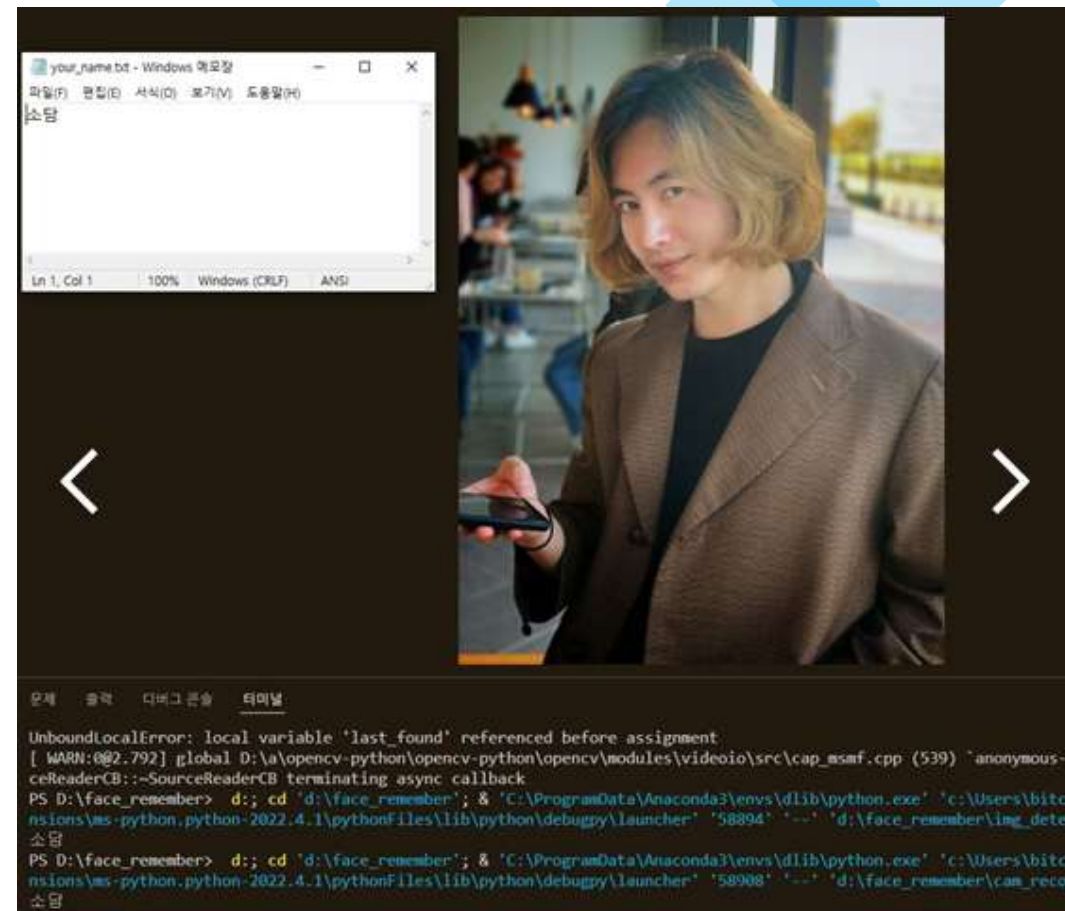 your_name.txt - Windows 메모장
파일(F) 편집(E) 서식(O) 보기(V) 도움말(H)
소담
Ln 1, Col 1 100% Windows (CRLF) ANSI
문제 출력 디버그 콘솔 터미널
UnboundLocalError: local variable 'last_found' referenced before assignment
[ WARN:0@2.792] global D:\a\opencv-python\opencv-python\opencv\modules\videoio\src\cap_msmf.cpp (539) `anonymous-
ceReaderCB::~SourceReaderCB terminating async callback
PS D:\face_remember> d:; cd 'd:\face_remember'; & 'C:\ProgramData\Anaconda3\envs\dlib\python.exe' 'c:\Users\bitc
nsions\ms-python.python-2022.4.1\pythonFiles\lib\python\debugpy\launcher' '58894' '--' 'd:\face_remember\img_dete
소담
PS D:\face_remember> d:; cd 'd:\face_remember'; & 'C:\ProgramData\Anaconda3\envs\dlib\python.exe' 'c:\Users\bitc
nsions\ms-python.python-2022.4.1\pythonFiles\lib\python\debugpy\launcher' '58908' '--' 'd:\face_remember\cam_reco
소담